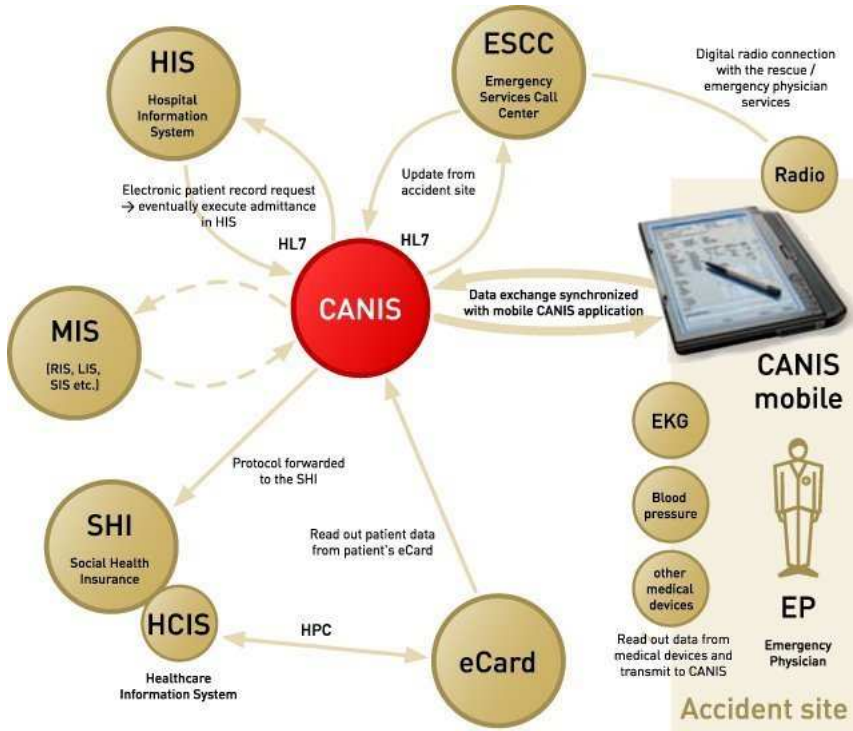 HIS
Hospital
Information
System
ESCC
Emergency
Services Call
Center
Digital radio connection
with the rescue /
emergency physician
services
Radio
Electronic patient record request
→ eventually execute admittance
in HIS
Update from
accident site
HL7
HL7
CANIS
Data exchange synchronized
with mobile CANIS application
MIS
(RIS, LIS,
SIS etc.)
CANIS
mobile
EKG
Blood
pressure
other
medical
devices
Read out data from
medical devices and
transmit to CANIS
EP
Emergency
Physician
Accident site
Protocol forwarded
to the SHI
Read out patient data
from patient's eCard
SHI
Social Health
Insurance
HCIS
Healthcare
Information System
HPC
eCard